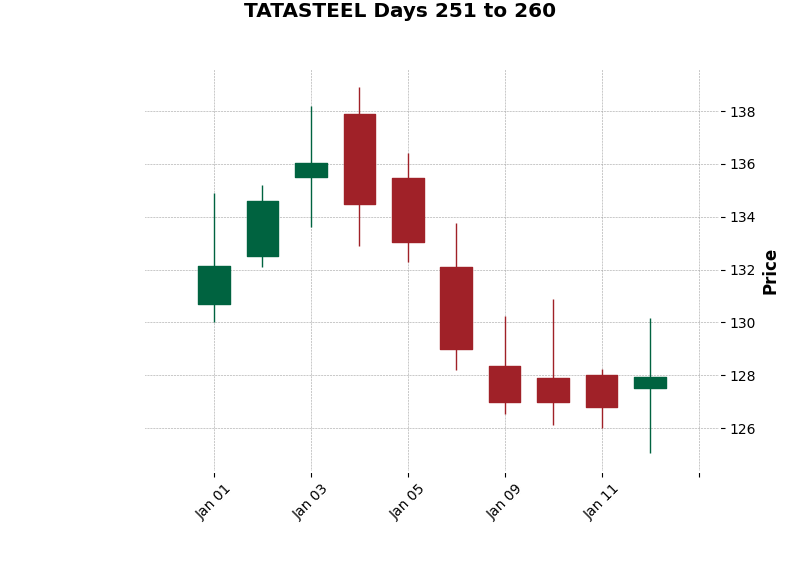 TATASTEEL Days 251 to 260
138
136
134
132
130
128
126
Price
Jan 01
Jan 03
Jan 05
Jan 09
Jan 11